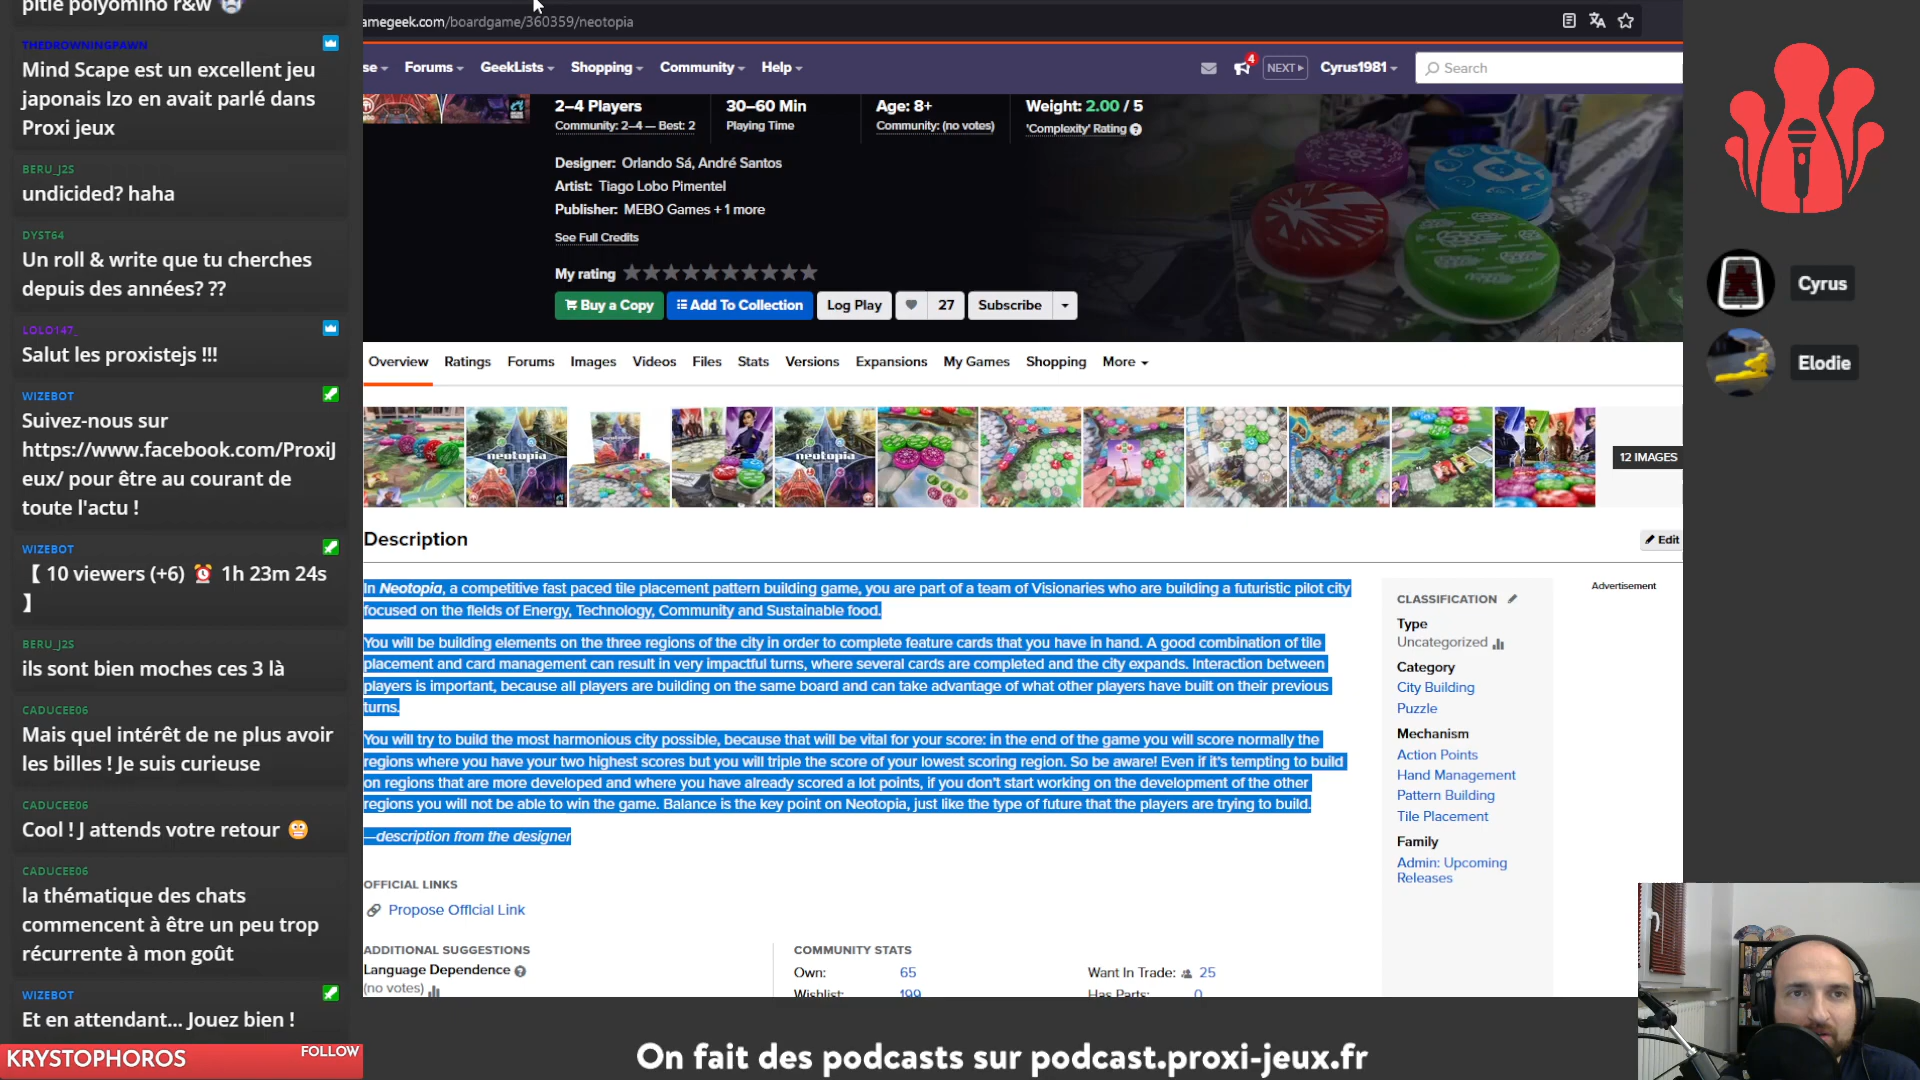 pitié polyomino r&w
THEDROWNINGPAWN
Mind Scape est un excellent jeu
japonais Izo en avait parlé dans
Proxi jeux
BERU_J2S
undicided? haha
DYST64
Un roll & write que tu cherches
depuis des années? ??
LOLO147_
Salut les proxistejs !!!
WIZEBOT
Suivez-nous sur
https://www.facebook.com/ProxiJ
eux/ pour être au courant de
toute l'actu !
WIZEBOT
【 10 viewers (+6) ⏰ 1h 23m 24s
】
BERU_J2S
ils sont bien moches ces 3 là
CADUCEE06
Mais quel intérêt de ne plus avoir
les billes ! Je suis curieuse
CADUCEE06
Cool ! J attends votre retour 😬
CADUCEE06
la thématique des chats
commencent à être un peu trop
récurrente à mon goût
WIZEBOT
Et en attendant... Jouez bien !
KRYSTOPHOROS
FOLLOW
amegeek.com/boardgame/360359/neotopia
se Forums GeekLists Shopping Community Help
4 NEXT Cyrus1981 Search
2–4 Players
Community: 2–4 — Best: 2
30–60 Min
Playing Time
Age: 8+
Community: (no votes)
Weight: 2.00 / 5
'Complexity' Rating
Designer: Orlando Sá, André Santos
Artist: Tiago Lobo Pimentel
Publisher: MEBO Games + 1 more
See Full Credits
My rating
Buy a Copy Add To Collection Log Play 27 Subscribe
Overview Ratings Forums Images Videos Files Stats Versions Expansions My Games Shopping More
neotopia
neotopia
12 IMAGES
Description
Edit
In Neotopia, a competitive fast paced tile placement pattern building game, you are part of a team of Visionaries who are building a futuristic pilot city
focused on the fields of Energy, Technology, Community and Sustainable food.
You will be building elements on the three regions of the city in order to complete feature cards that you have in hand. A good combination of tile
placement and card management can result in very impactful turns, where several cards are completed and the city expands. Interaction between
players is important, because all players are building on the same board and can take advantage of what other players have built on their previous
turns.
You will try to build the most harmonious city possible, because that will be vital for your score: in the end of the game you will score normally the
regions where you have your two highest scores but you will triple the score of your lowest scoring region. So be aware! Even if it's tempting to build
on regions that are more developed and where you have already scored a lot points, if you don't start working on the development of the other
regions you will not be able to win the game. Balance is the key point on Neotopia, just like the type of future that the players are trying to build.
—description from the designer
OFFICIAL LINKS
Propose Official Link
ADDITIONAL SUGGESTIONS
Language Dependence
(no votes)
COMMUNITY STATS
Own: 65
Wishlist: 199
Want In Trade: 25
Has Parts: 0
CLASSIFICATION
Type
Uncategorized
Category
City Building
Puzzle
Mechanism
Action Points
Hand Management
Pattern Building
Tile Placement
Family
Admin: Upcoming
Releases
Advertisement
Cyrus
Elodie
On fait des podcasts sur podcast.proxi-jeux.fr